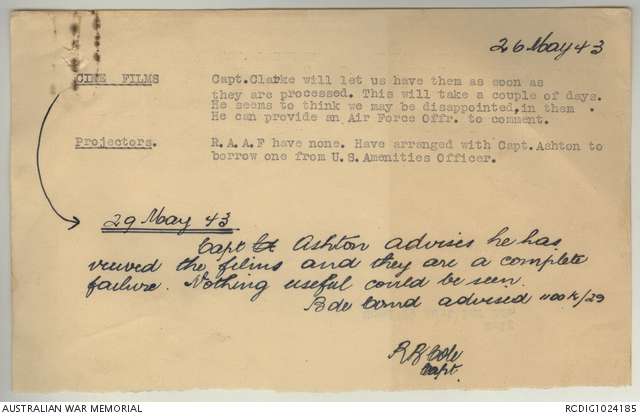 26 May 43
CINE FILMS Capt. Clarke will let us have them as soon as
they are processed. This will take a couple of days.
He seems to think we may be disappointed, in them .
He can provide an Air Force Offr. to comment.
Projectors. R.A.A.F have none. Have arranged with Capt. Ashton to
borrow one from U.S. Amenities Officer.
29 May 43
Capt Ashton advises he has
viewed the films and they are a complete
failure. Nothing useful could be seen.
Bde Comd advised 1100 K/29
Capt.
AUSTRALIAN WAR MEMORIAL
RCDIG1024185